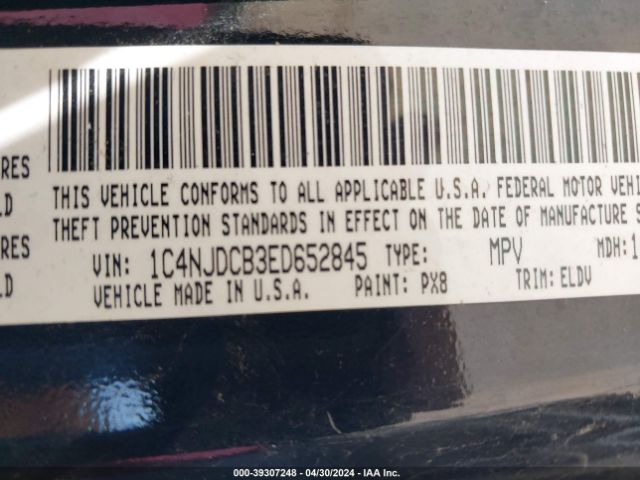 RES
LD
RES
LD
THIS VEHICLE CONFORMS TO ALL APPLICABLE U.S.A. FEDERAL MOTOR VEHI
THEFT PREVENTION STANDARDS IN EFFECT ON THE DATE OF MANUFACTURE S
VIN: 1C4NJDCB3ED652845 TYPE: MPV MDH: 1
VEHICLE MADE IN U.S.A. PAINT: PX8 TRIM: ELDV
000-39307248 - 04/30/2024 - IAA Inc.